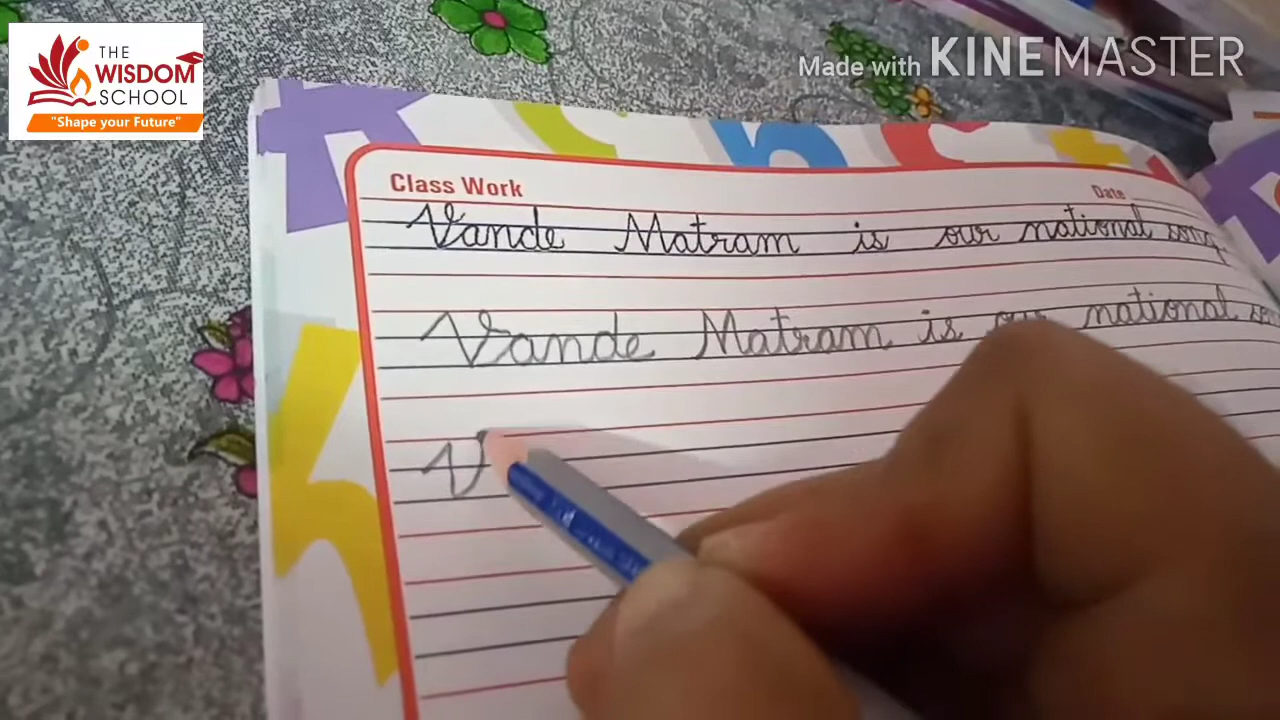 THE
WISDOM
SCHOOL
"Shape your Future"
Made with KINEMASTER
Class Work
Date
Vande Matram is our national song
Vande Matram is our national
V